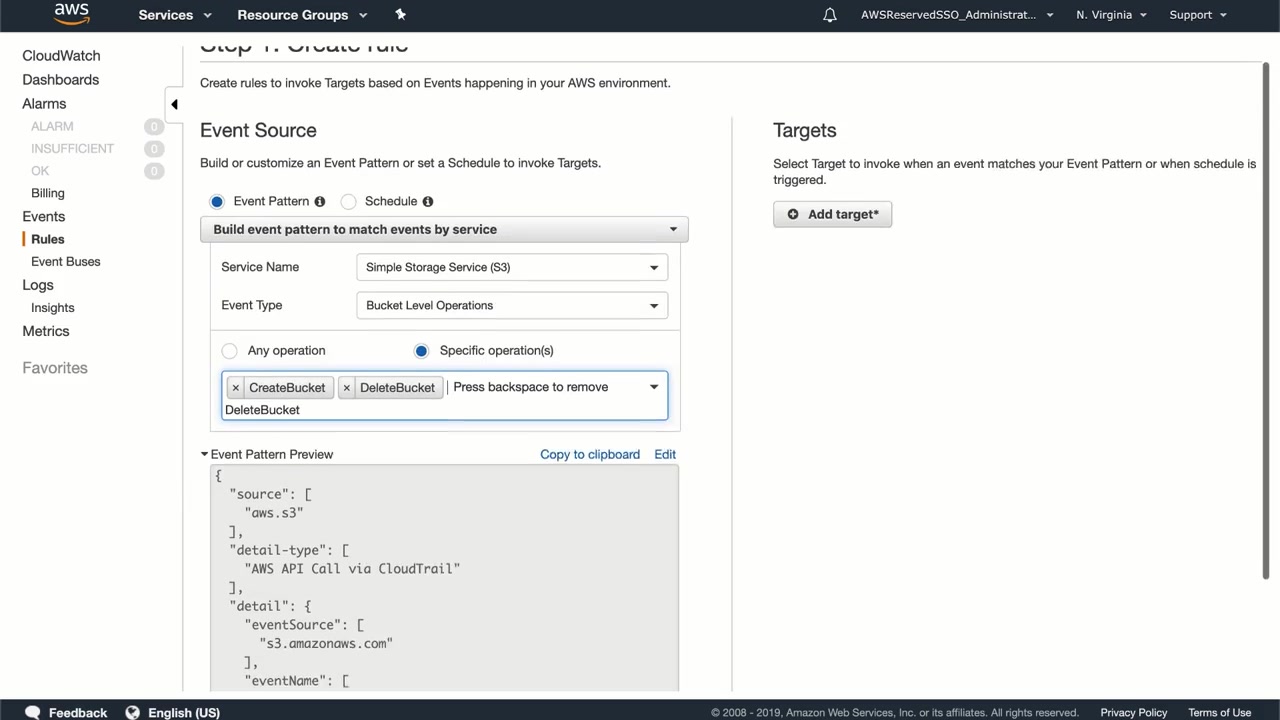 aws
Services
Resource Groups
AWSReservedSSO_Administrat...
N. Virginia
Support
CloudWatch
Dashboards
Alarms
ALARM 0
INSUFFICIENT 0
OK 0
Billing
Events
Rules
Event Buses
Logs
Insights
Metrics
Favorites
Step 1: Create rule
Create rules to invoke Targets based on Events happening in your AWS environment.
Event Source
Build or customize an Event Pattern or set a Schedule to invoke Targets.
Event Pattern
Schedule
Build event pattern to match events by service
Service Name
Simple Storage Service (S3)
Event Type
Bucket Level Operations
Any operation
Specific operation(s)
× CreateBucket × DeleteBucket Press backspace to remove
DeleteBucket
Event Pattern Preview
Copy to clipboard
Edit
{
"source": [
"aws.s3"
],
"detail-type": [
"AWS API Call via CloudTrail"
],
"detail": {
"eventSource": [
"s3.amazonaws.com"
],
"eventName": [
Targets
Select Target to invoke when an event matches your Event Pattern or when schedule is
triggered.
Add target*
Feedback
English (US)
© 2008 - 2019, Amazon Web Services, Inc. or its affiliates. All rights reserved.
Privacy Policy
Terms of Use